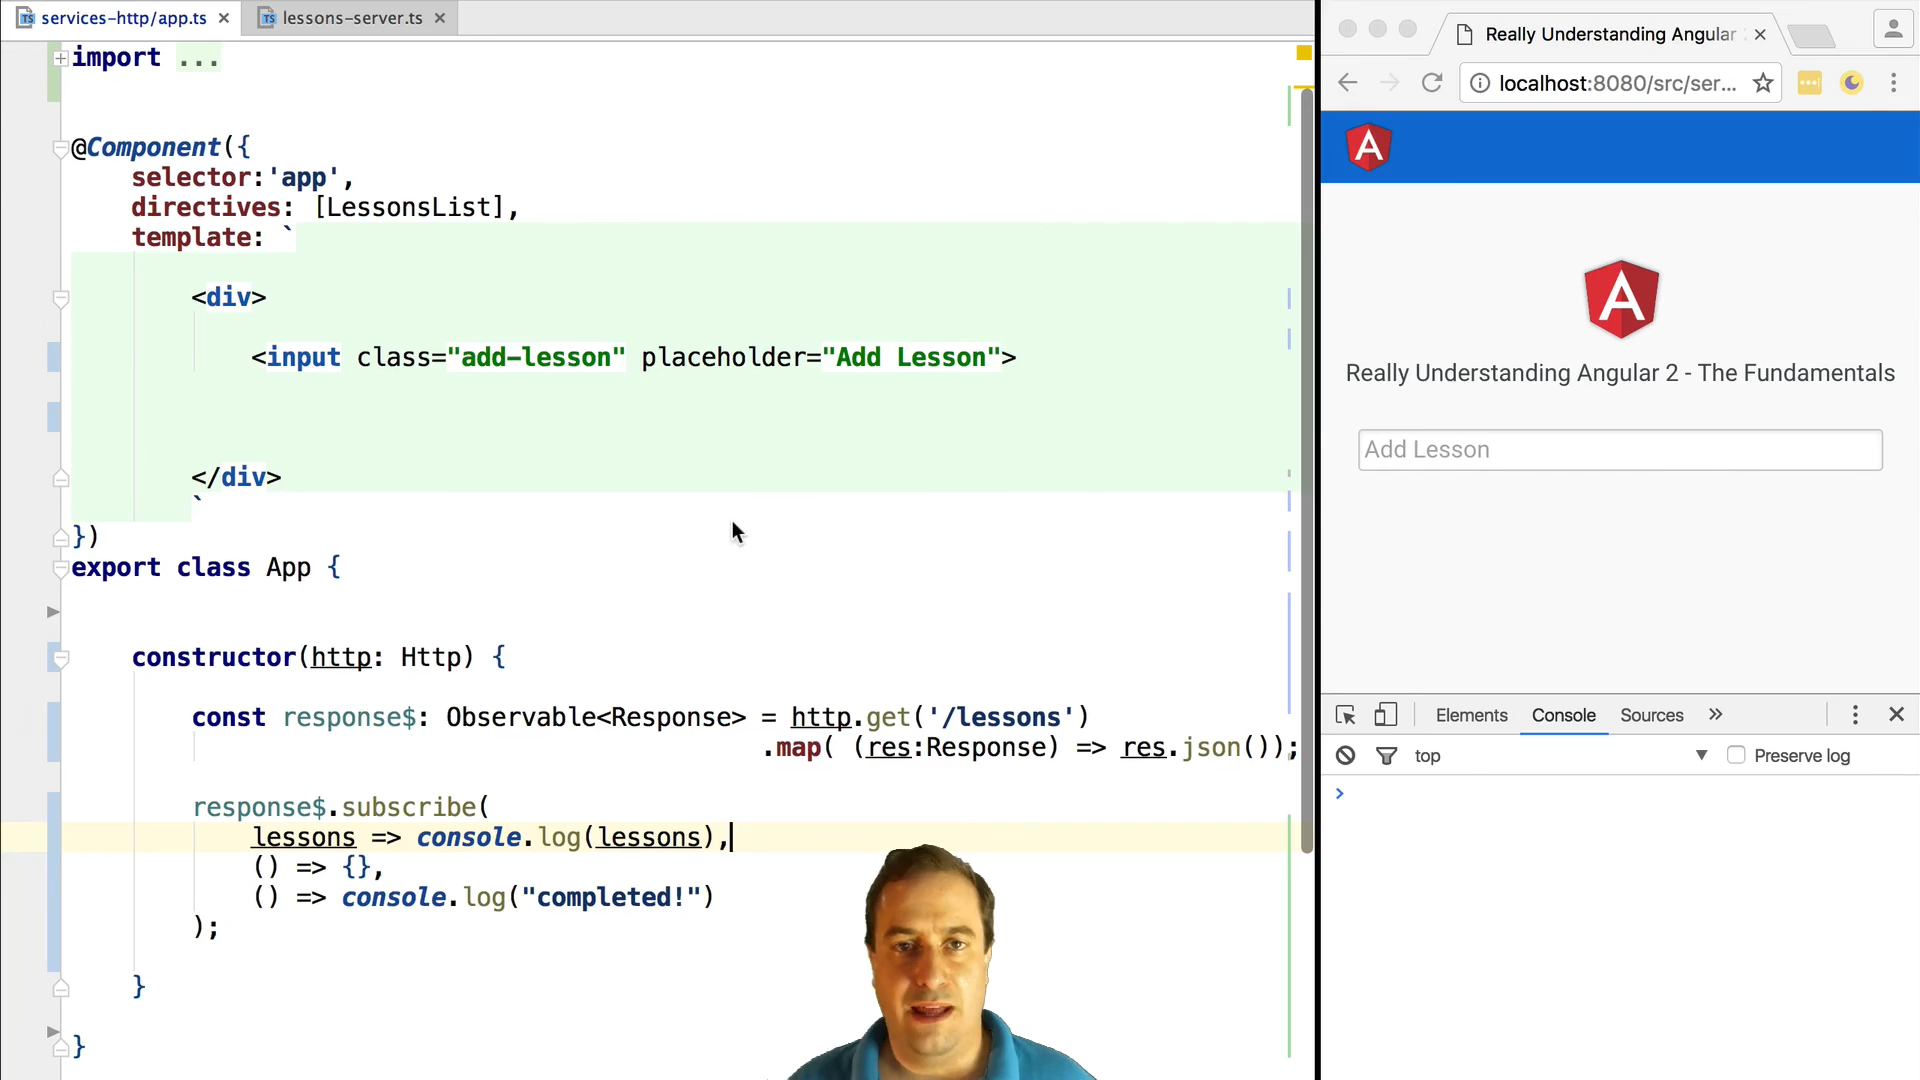 services-http/app.ts
lessons-server.ts
import ...
@Component({
selector:'app',
directives: [LessonsList],
template: `
<div>
<input class="add-lesson" placeholder="Add Lesson">
</div>
`
})
export class App {
constructor(http: Http) {
const response$: Observable<Response> = http.get('/lessons')
.map( (res:Response) => res.json());
response$.subscribe(
lessons => console.log(lessons),
() => {},
() => console.log("completed!")
);
}
}
Really Understanding Angular
localhost:8080/src/ser...
Really Understanding Angular 2 - The Fundamentals
Add Lesson
Elements Console Sources
top
Preserve log